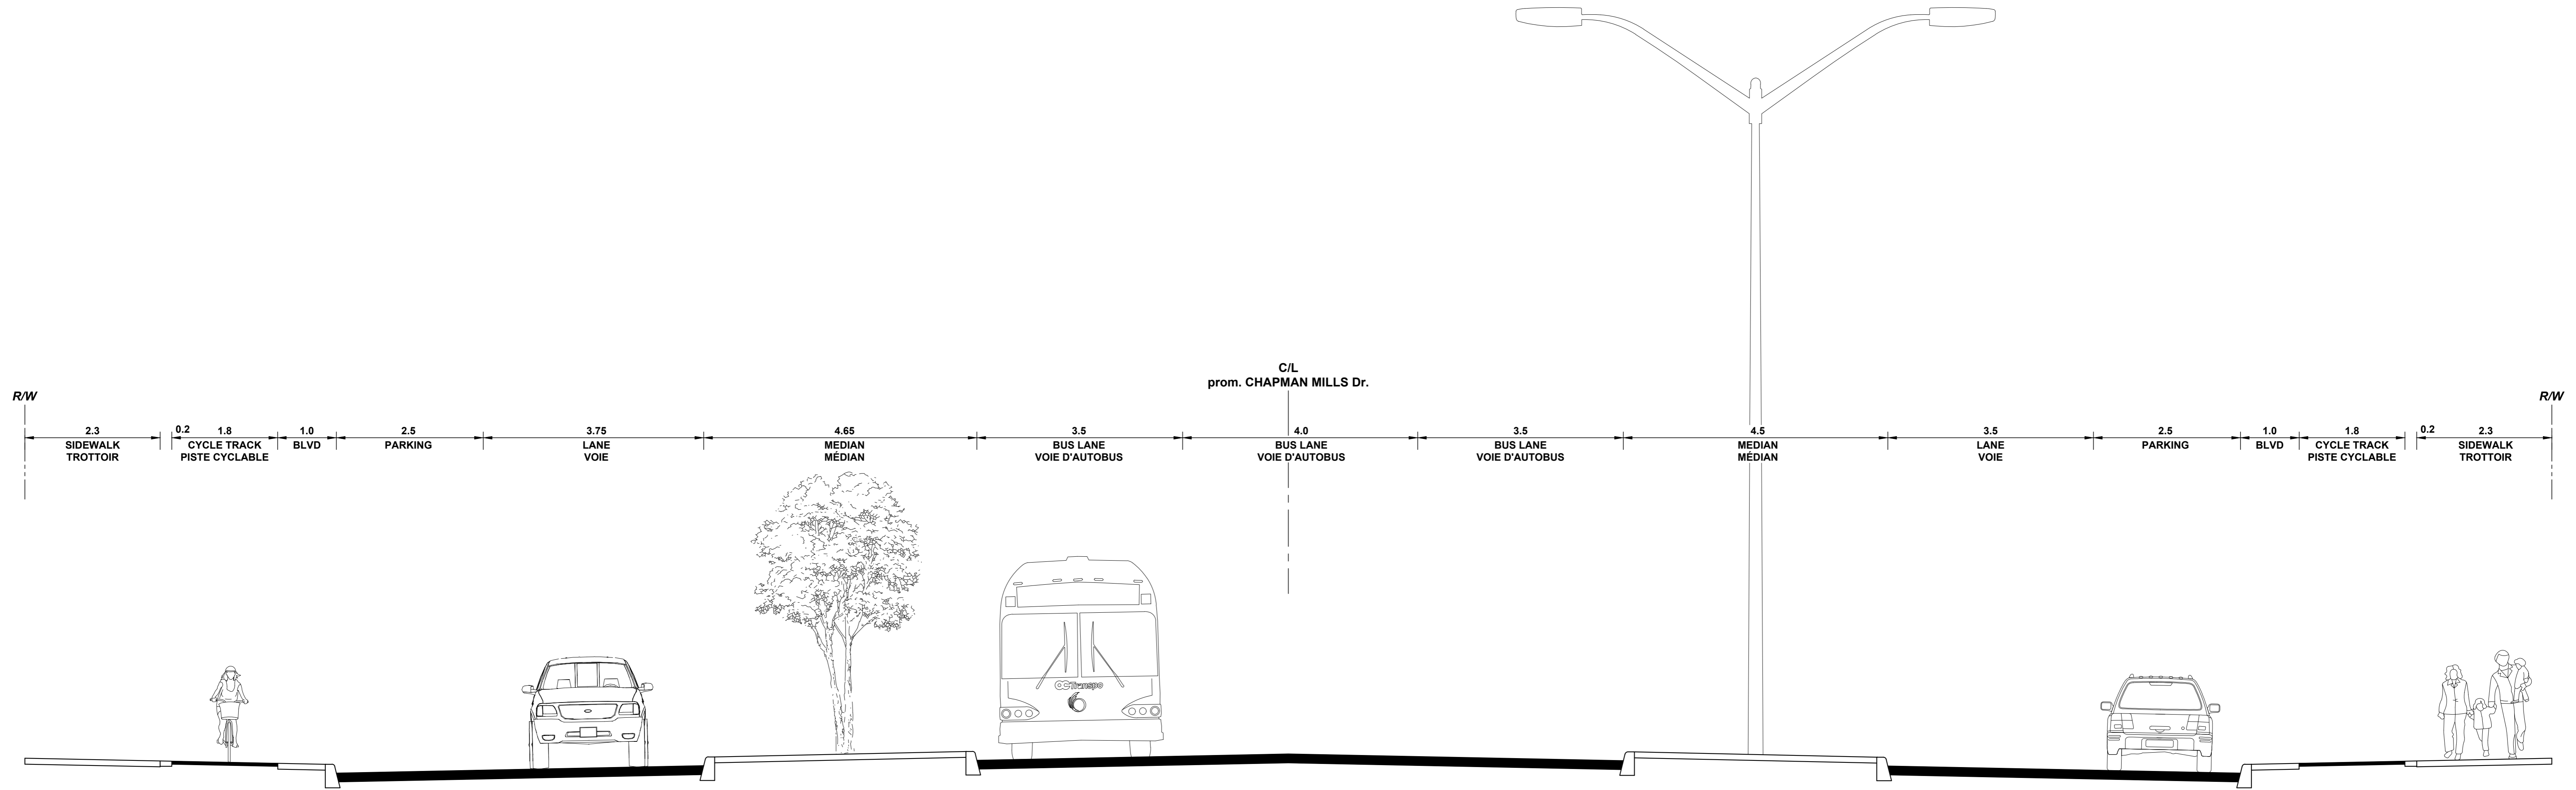 C/L
prom. CHAPMAN MILLS Dr.
R/W
R/W
2.3
SIDEWALK
TROTTOIR
0.2
1.8
CYCLE TRACK
PISTE CYCLABLE
1.0
BLVD
2.5
PARKING
3.75
LANE
VOIE
4.65
MEDIAN
MÉDIAN
3.5
BUS LANE
VOIE D'AUTOBUS
4.0
BUS LANE
VOIE D'AUTOBUS
3.5
BUS LANE
VOIE D'AUTOBUS
4.5
MEDIAN
MÉDIAN
3.5
LANE
VOIE
2.5
PARKING
1.0
BLVD
1.8
CYCLE TRACK
PISTE CYCLABLE
0.2
2.3
SIDEWALK
TROTTOIR
OC Transpo